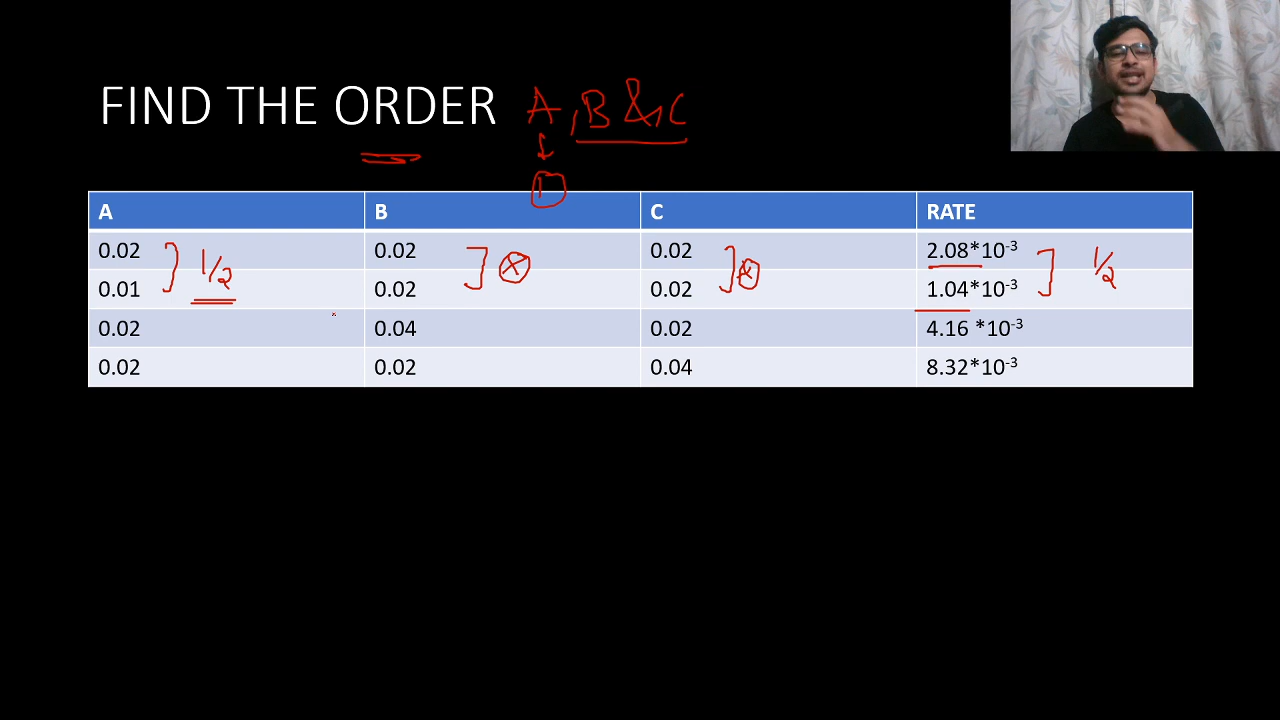 FIND THE ORDER A, B & C
1
A B C RATE
0.02 0.02 0.02 2.08*10⁻³
1/2 1/2
0.01 0.02 0.02 1.04*10⁻³
0.02 0.04 0.02 4.16 *10⁻³
0.02 0.02 0.04 8.32*10⁻³